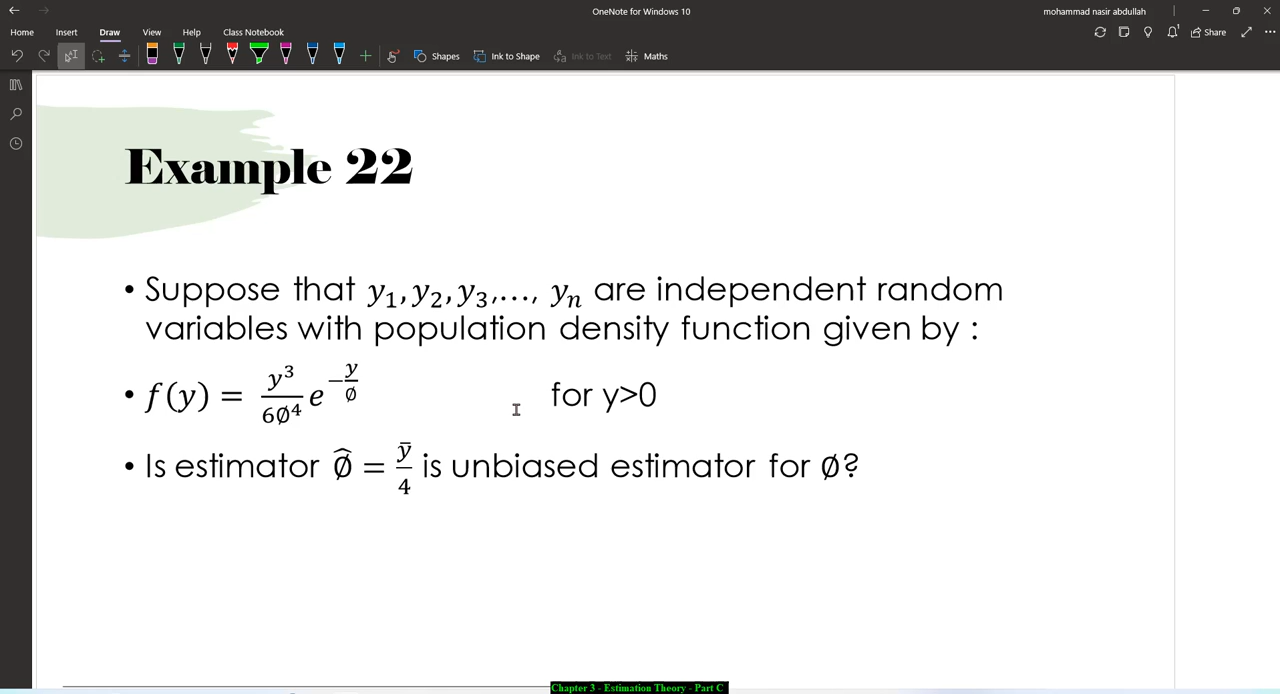 OneNote for Windows 10
mohammad nasir abdullah
Home Insert Draw View Help Class Notebook
1 Share
Shapes Ink to Shape Ink to Text Maths
Example 22
• Suppose that y₁, y₂, y₃,…, yₙ are independent random
variables with population density function given by :
• f(y) = y³/6∅⁴ e^(−y/∅) for y>0
• Is estimator ∅̂ = ȳ/4 is unbiased estimator for ∅?
Chapter 3 - Estimation Theory - Part C